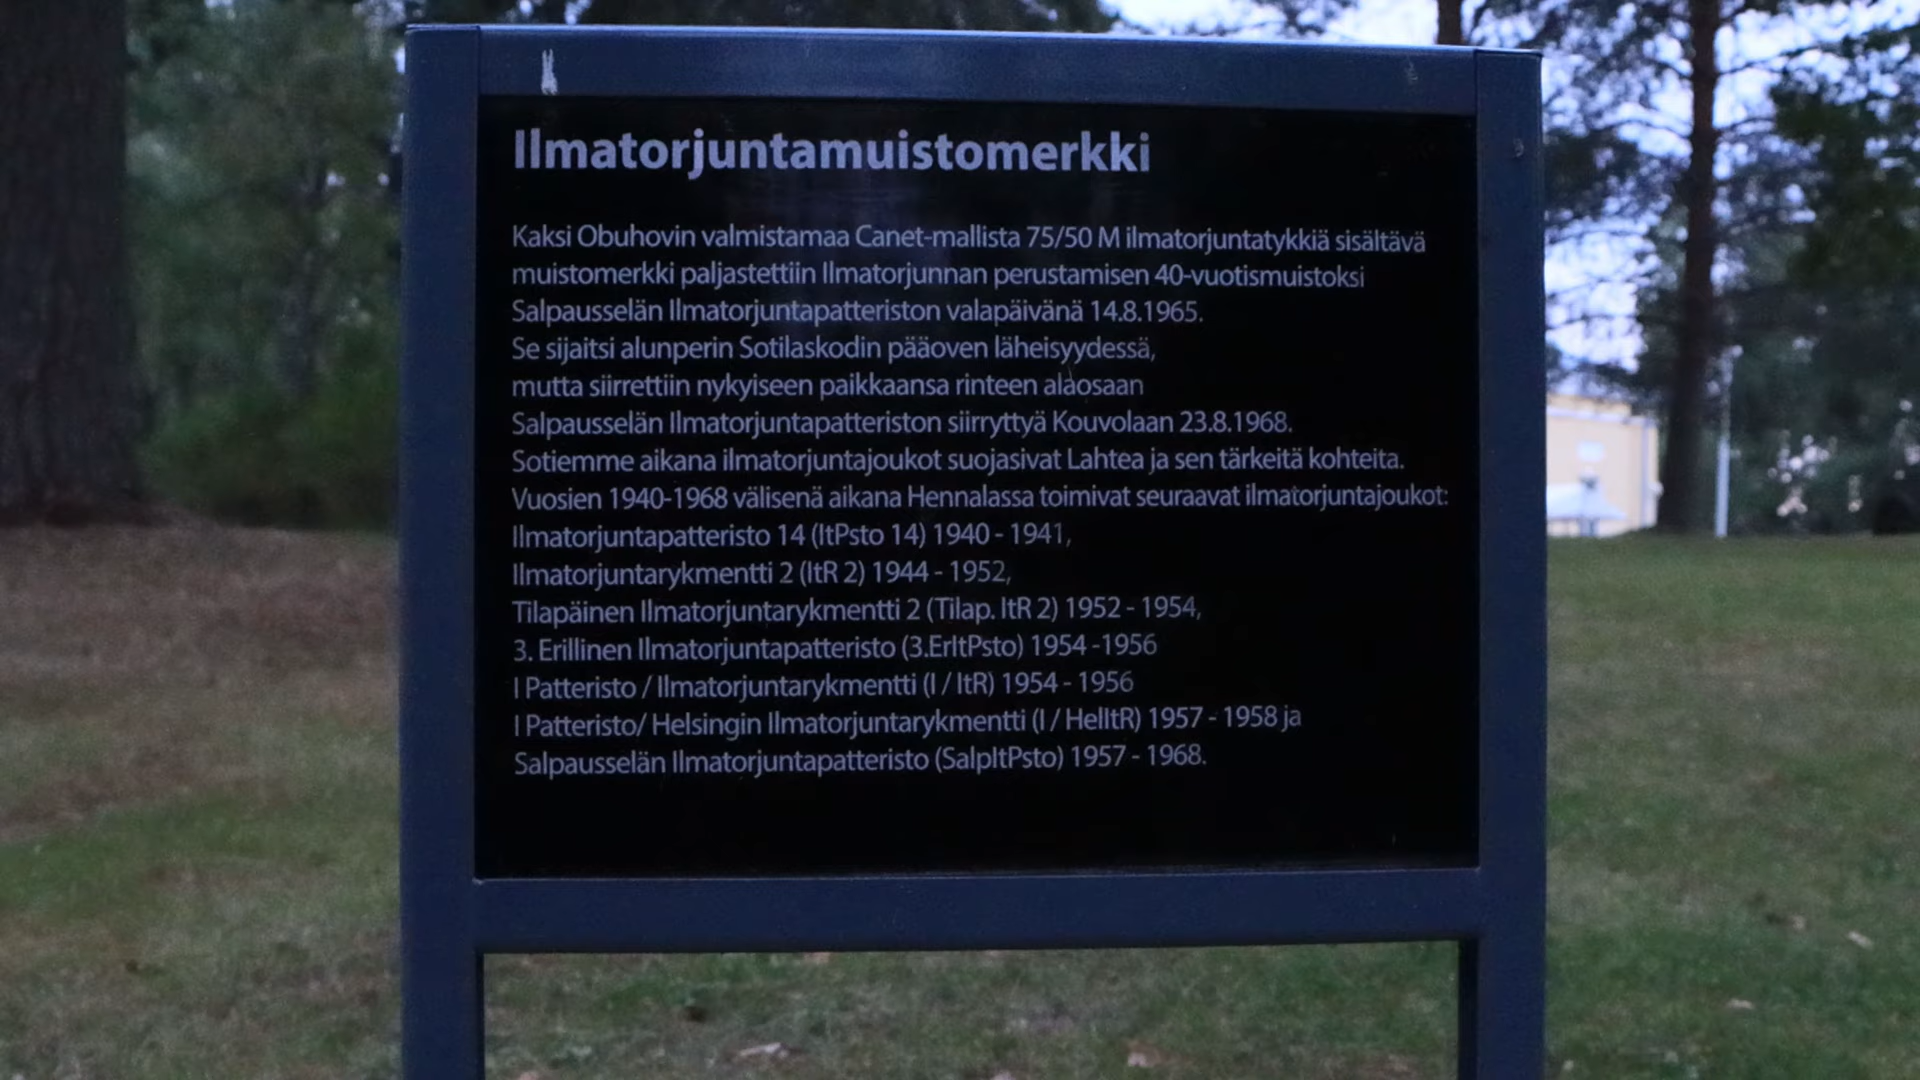 Ilmatorjuntamuistomerkki
Kaksi Obuhovin valmistamaa Canet-mallista 75/50 M ilmatorjuntatykkiä sisältävä
muistomerkki paljastettiin Ilmatorjunnan perustamisen 40-vuotismuistoksi
Salpausselän Ilmatorjuntapatteriston valapäivänä 14.8.1965.
Se sijaitsi alunperin Sotilaskodin pääoven läheisyydessä,
mutta siirrettiin nykyiseen paikkaansa rinteen alaosaan
Salpausselän Ilmatorjuntapatteriston siirryttyä Kouvolaan 23.8.1968.
Sotiemme aikana ilmatorjuntajoukot suojasivat Lahtea ja sen tärkeitä kohteita.
Vuosien 1940-1968 välisenä aikana Hennalassa toimivat seuraavat ilmatorjuntajoukot:
Ilmatorjuntapatteristo 14 (ItPsto 14) 1940 - 1941,
Ilmatorjuntarykmentti 2 (ItR 2) 1944 - 1952,
Tilapäinen Ilmatorjuntarykmentti 2 (Tilap. ItR 2) 1952 - 1954,
3. Erillinen Ilmatorjuntapatteristo (3.ErItPsto) 1954 -1956
I Patteristo / Ilmatorjuntarykmentti (I / ItR) 1954 - 1956
I Patteristo/ Helsingin Ilmatorjuntarykmentti (I / HelItR) 1957 - 1958 ja
Salpausselän Ilmatorjuntapatteristo (SalpItPsto) 1957 - 1968.